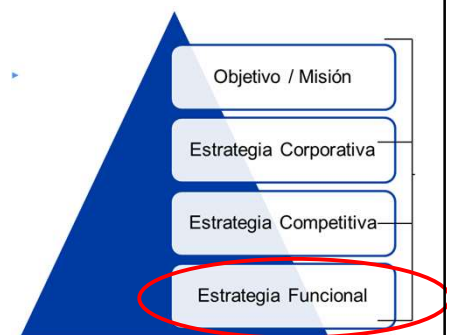 Objetivo / Misión
Estrategia Corporativa
Estrategia Competitiva
Estrategia Funcional